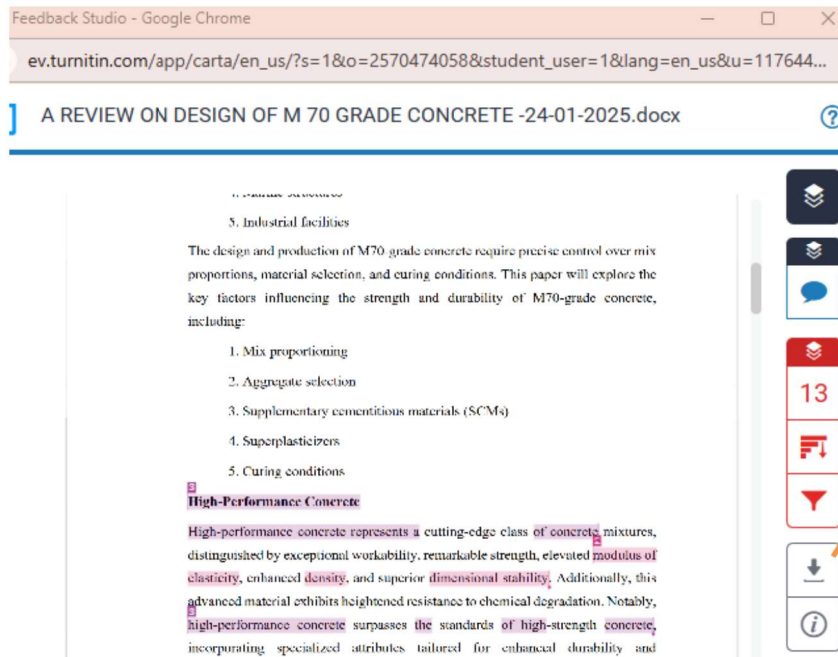 Feedback Studio - Google Chrome
ev.turnitin.com/app/carta/en_us/?s=1&o=2570474058&student_user=1&lang=en_us&u=117644...
A REVIEW ON DESIGN OF M 70 GRADE CONCRETE -24-01-2025.docx
?
4. Marine structures
5. Industrial facilities
The design and production of M70-grade concrete require precise control over mix
proportions, material selection, and curing conditions. This paper will explore the
key factors influencing the strength and durability of M70-grade concrete,
including:
1. Mix proportioning
2. Aggregate selection
3. Supplementary cementitious materials (SCMs)
4. Superplasticizers
5. Curing conditions
3
High-Performance Concrete
High-performance concrete represents a cutting-edge class of concrete mixtures,
distinguished by exceptional workability, remarkable strength, elevated modulus of
elasticity, enhanced density, and superior dimensional stability. Additionally, this
advanced material exhibits heightened resistance to chemical degradation. Notably,
3
high-performance concrete surpasses the standards of high-strength concrete,
incorporating specialized attributes tailored for enhanced durability and
13
i